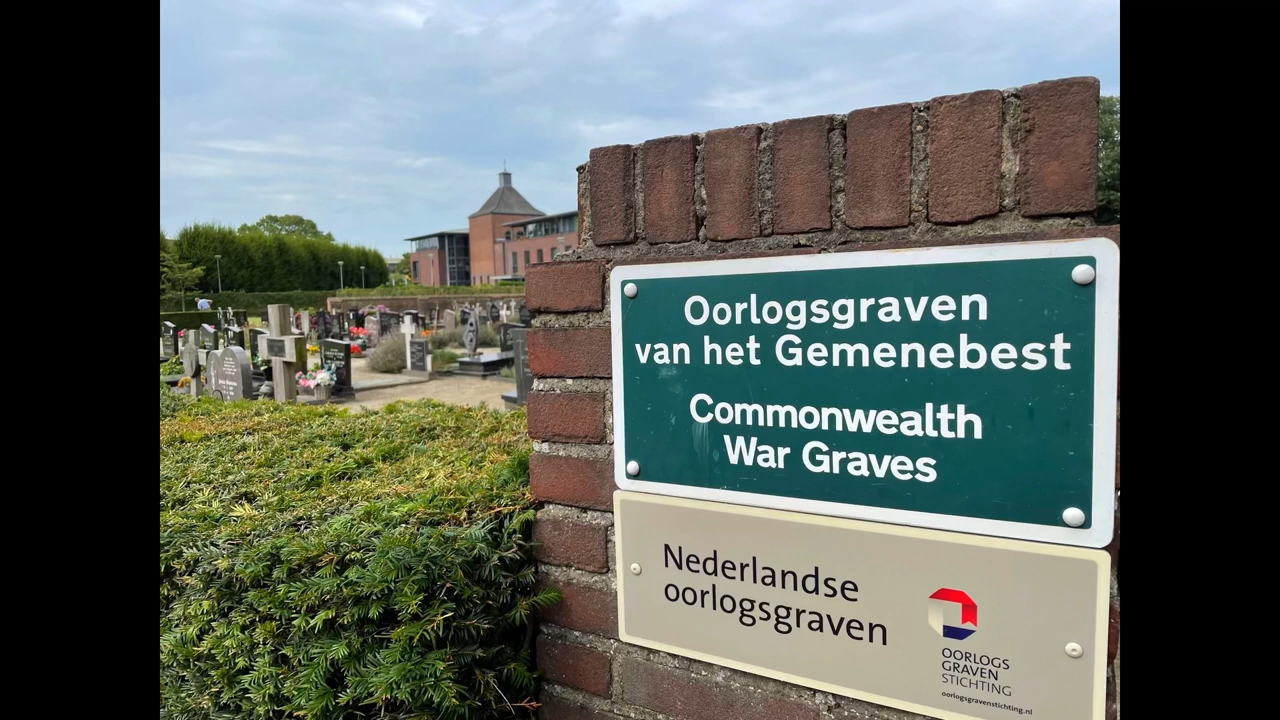 Oorlogsgraven
van het Gemenebest
Commonwealth
War Graves
Nederlandse
oorlogsgraven
OORLOGS
GRAVEN
STICHTING
oorlogsgravenstichting.nl